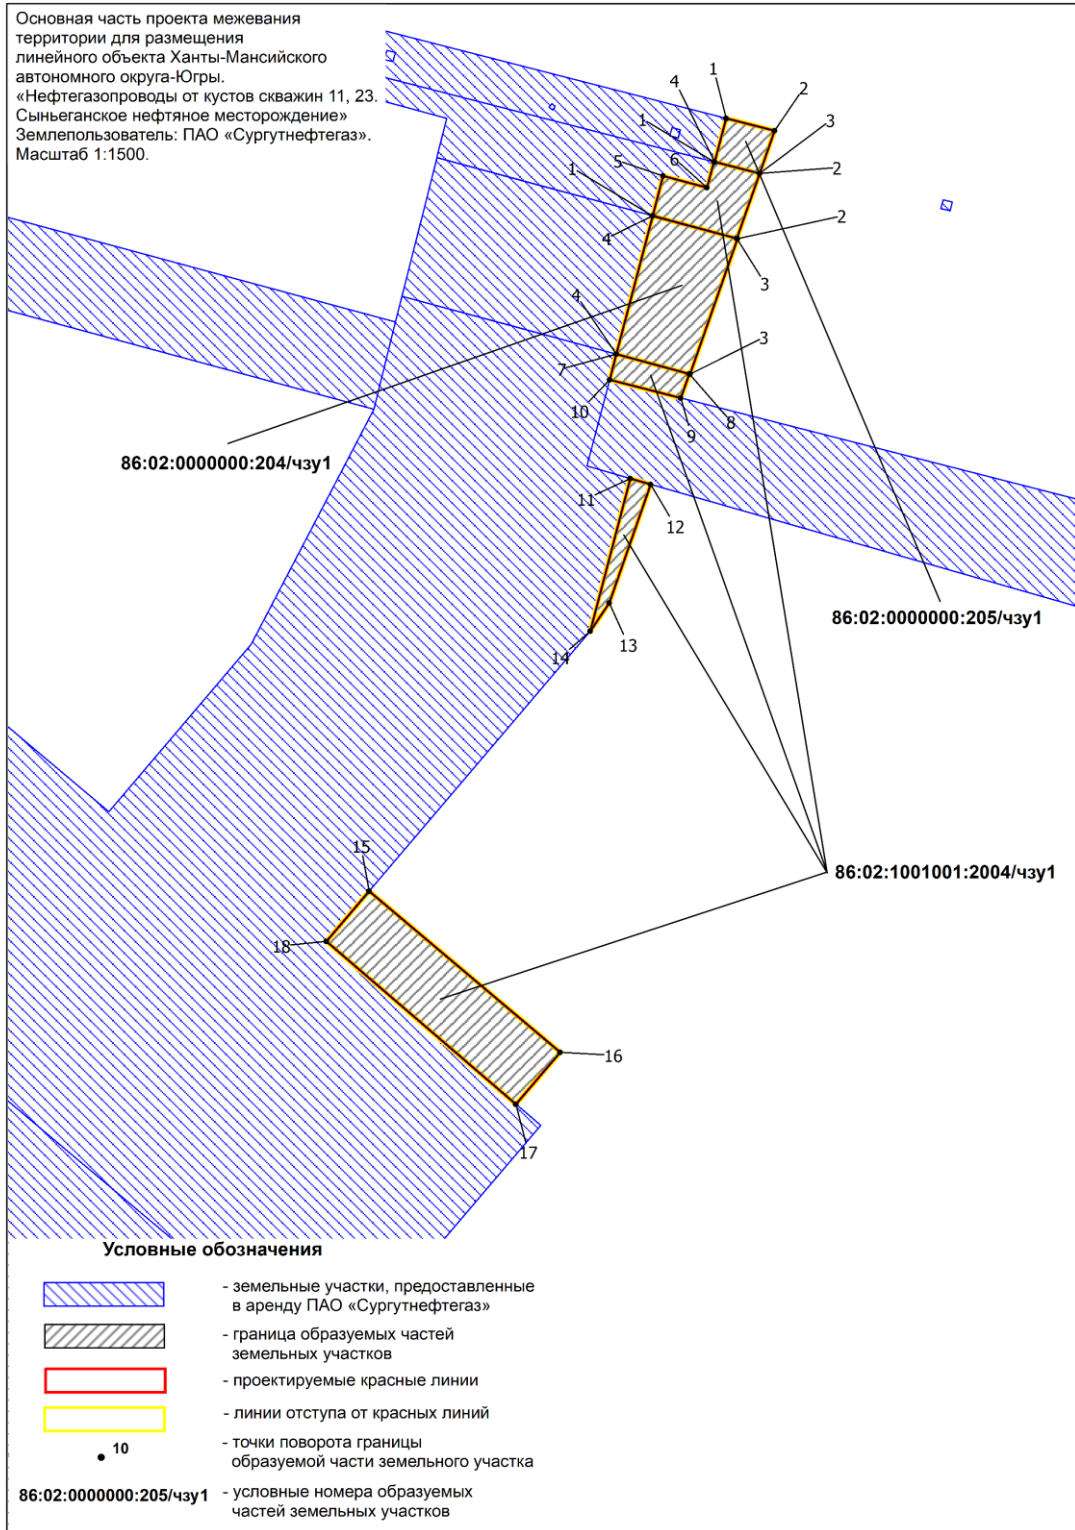 Основная часть проекта межевания
территории для размещения
линейного объекта Ханты-Мансийского
автономного округа-Югры.
«Нефтегазопроводы от кустов скважин 11, 23.
Сыньеганское нефтяное месторождение»
Землепользователь: ПАО «Сургутнефтегаз».
Масштаб 1:1500.
1
2
4
1
3
5
6
2
1
2
4
3
4
3
7
10
8
9
86:02:0000000:204/чзу1
11
12
86:02:0000000:205/чзу1
13
14
15
86:02:1001001:2004/чзу1
18
16
17
Условные обозначения
- земельные участки, предоставленные
в аренду ПАО «Сургутнефтегаз»
- граница образуемых частей
земельных участков
- проектируемые красные линии
- линии отступа от красных линий
10
- точки поворота границы
образуемой части земельного участка
86:02:0000000:205/чзу1 - условные номера образуемых
частей земельных участков